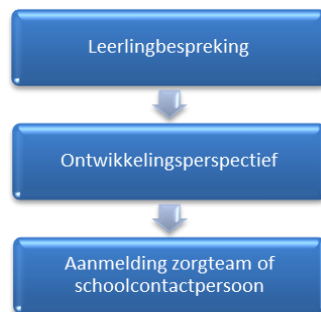 Leerlingbespreking
Ontwikkelingsperspectief
Aanmelding zorgteam of
schoolcontactpersoon